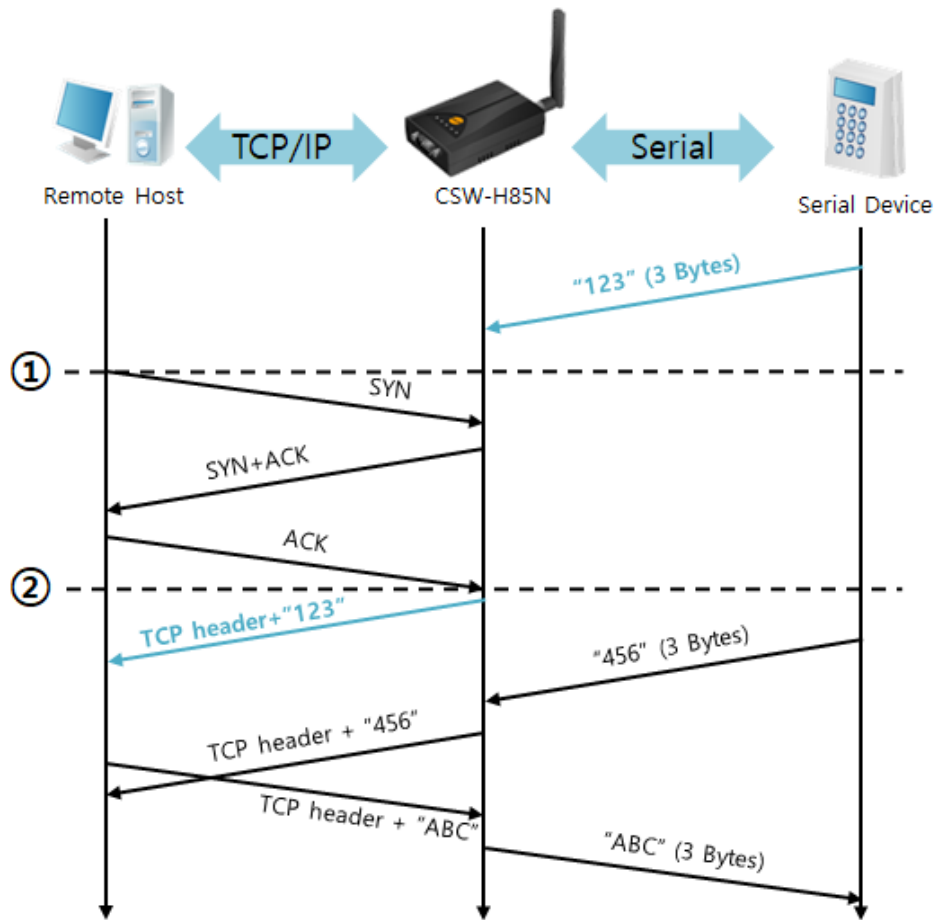 TCP/IP
Serial
Remote Host
CSW-H85N
Serial Device
"123" (3 Bytes)
①
SYN
SYN+ACK
ACK
②
TCP header+"123"
"456" (3 Bytes)
TCP header + "456"
TCP header + "ABC"
"ABC" (3 Bytes)